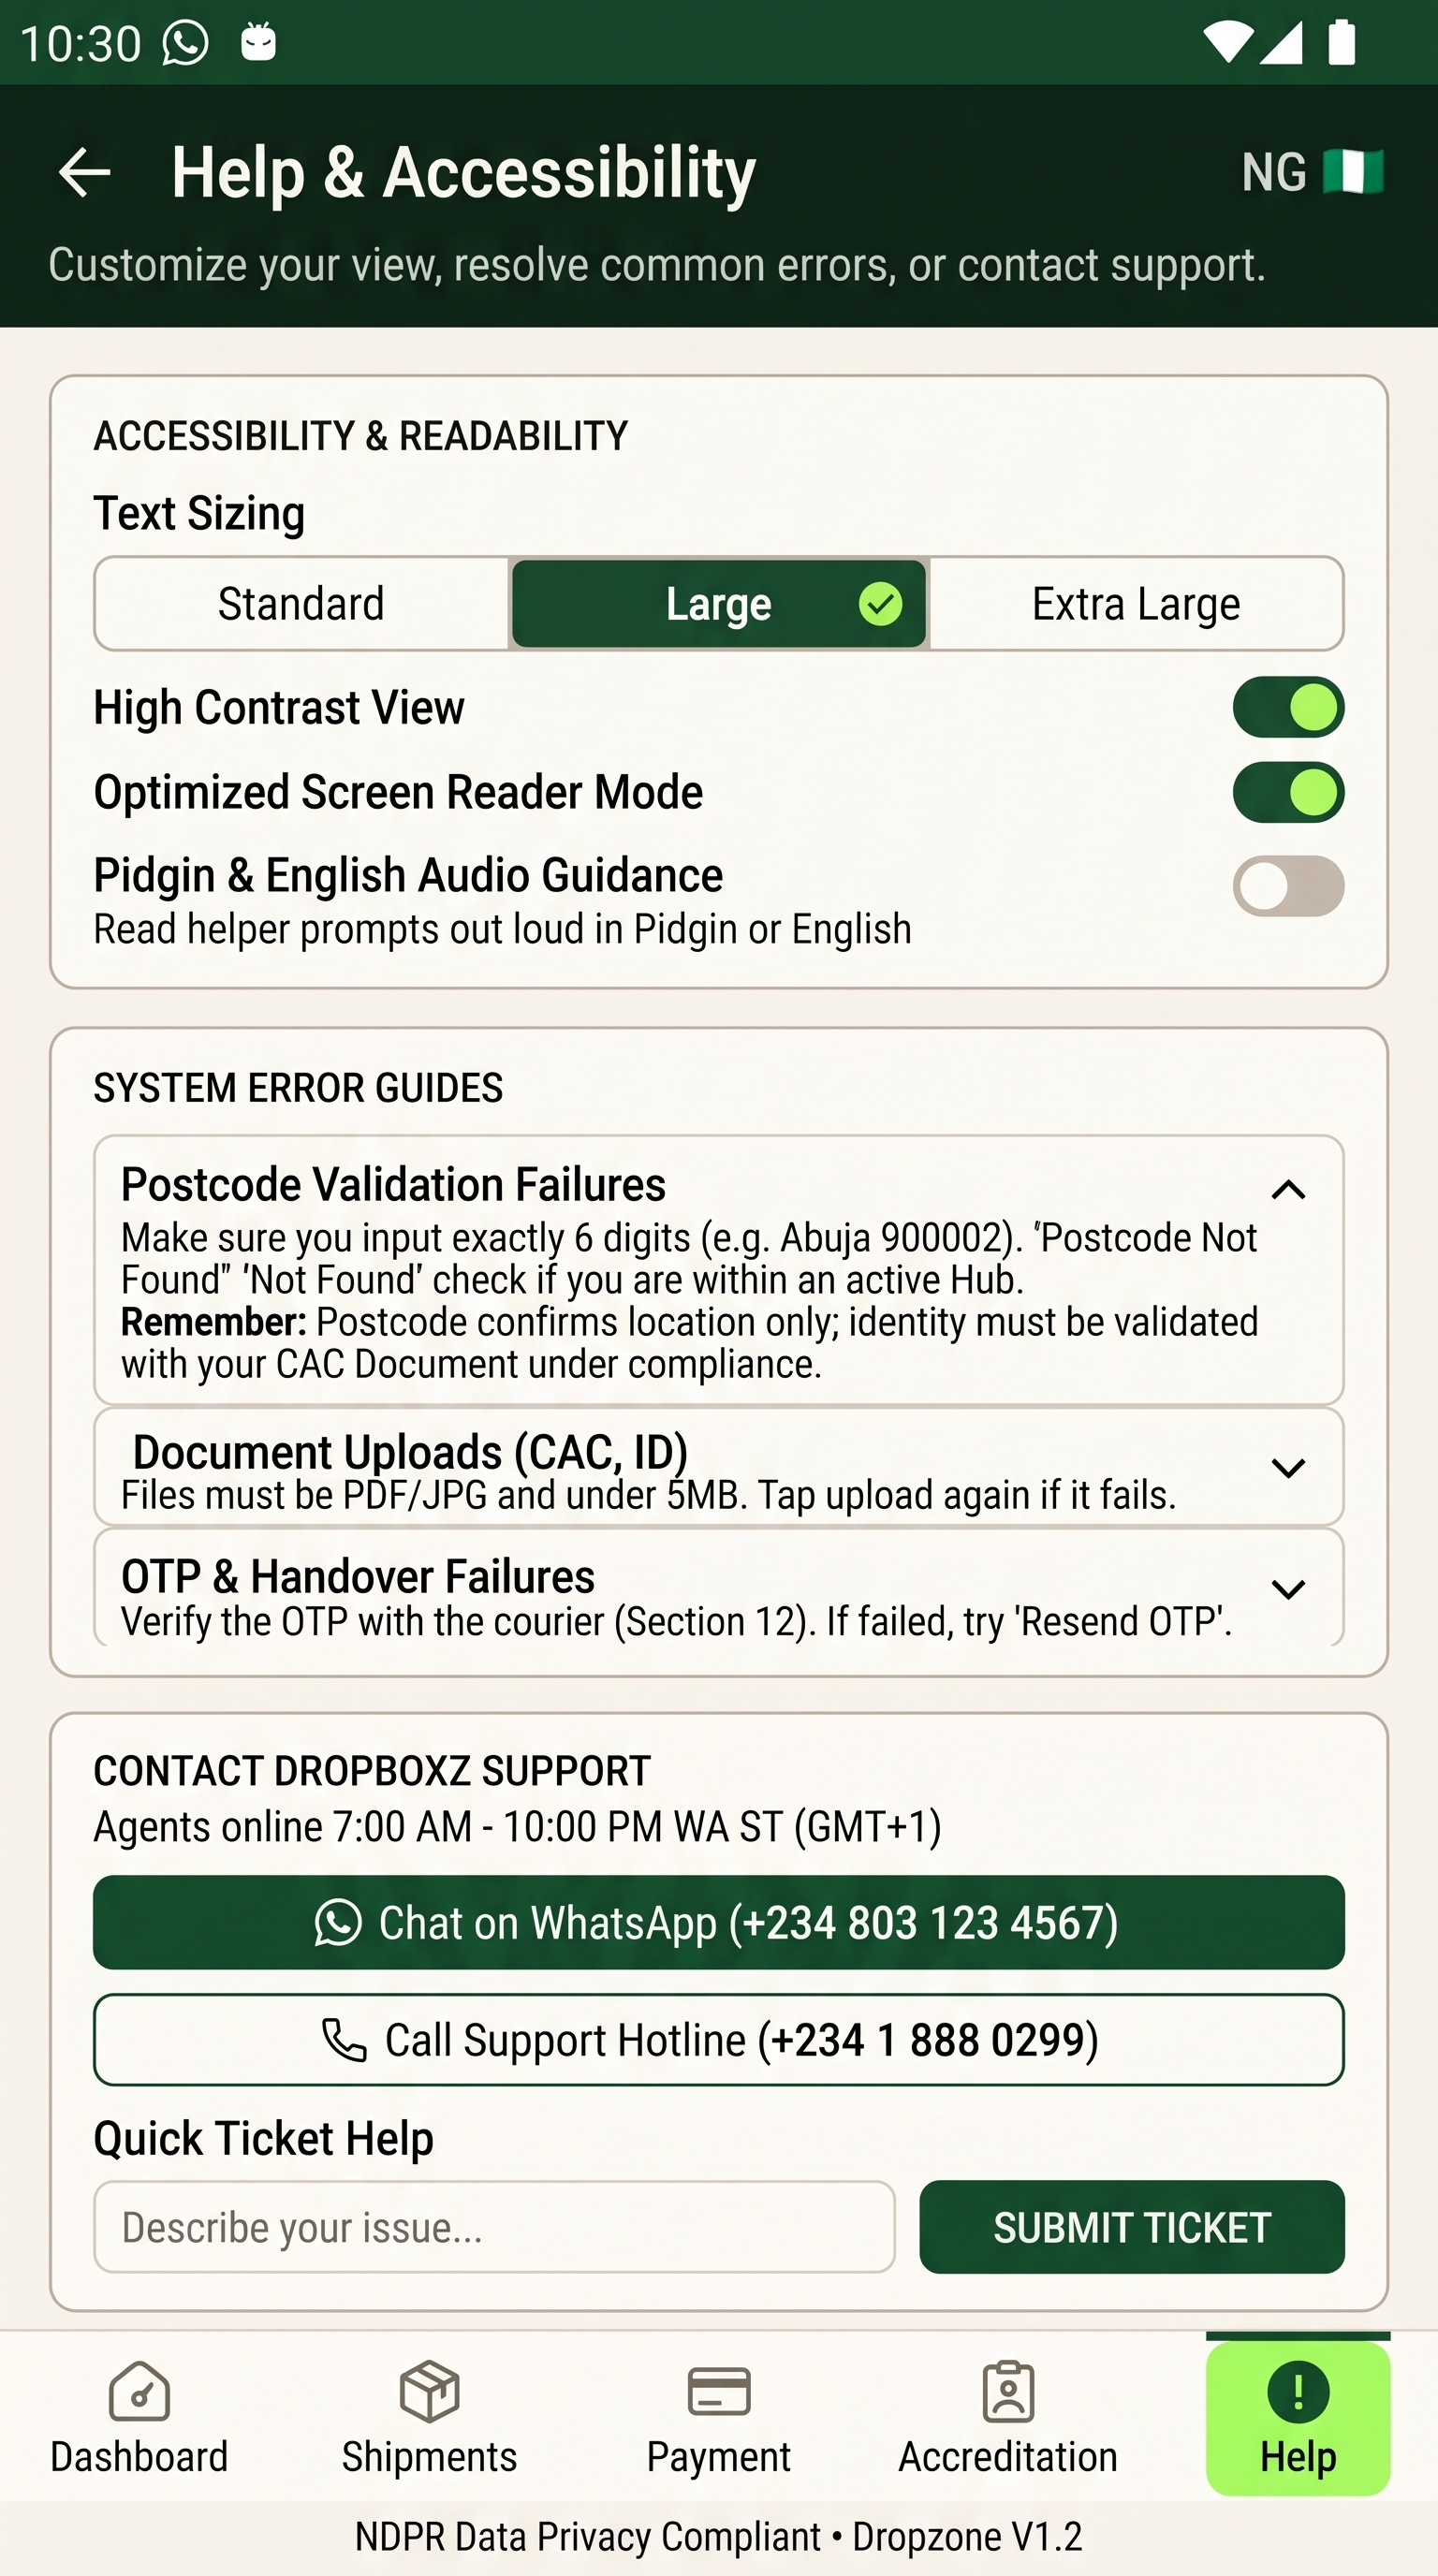 10:30
Help & Accessibility
NG
Customize your view, resolve common errors, or contact support.
ACCESSIBILITY & READABILITY
Text Sizing
Standard
Large
Extra Large
High Contrast View
Optimized Screen Reader Mode
Pidgin & English Audio Guidance
Read helper prompts out loud in Pidgin or English
SYSTEM ERROR GUIDES
Postcode Validation Failures
Make sure you input exactly 6 digits (e.g. Abuja 900002). "Postcode Not
Found" 'Not Found' check if you are within an active Hub.
Remember: Postcode confirms location only; identity must be validated
with your CAC Document under compliance.
Document Uploads (CAC, ID)
Files must be PDF/JPG and under 5MB. Tap upload again if it fails.
OTP & Handover Failures
Verify the OTP with the courier (Section 12). If failed, try 'Resend OTP'.
CONTACT DROPBOXZ SUPPORT
Agents online 7:00 AM - 10:00 PM WA ST (GMT+1)
Chat on WhatsApp (+234 803 123 4567)
Call Support Hotline (+234 1 888 0299)
Quick Ticket Help
Describe your issue...
SUBMIT TICKET
Dashboard
Shipments
Payment
Accreditation
Help
NDPR Data Privacy Compliant • Dropzone V1.2